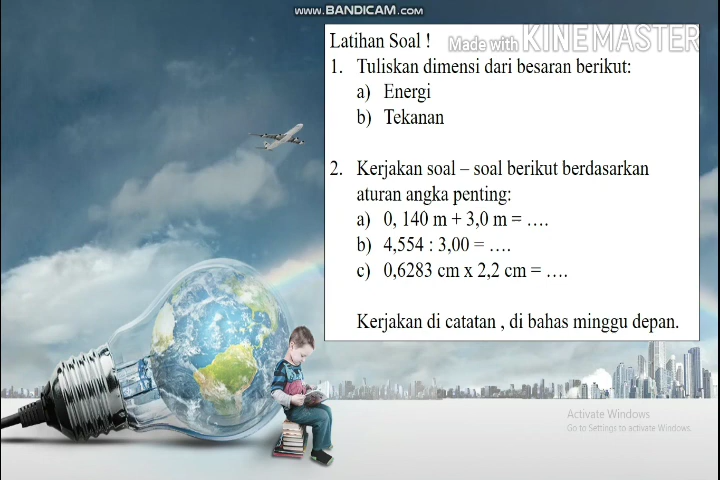 WWW.BANDICAM.COM
Latihan Soal !
Made with KINEMASTER
1. Tuliskan dimensi dari besaran berikut:
a) Energi
b) Tekanan
2. Kerjakan soal – soal berikut berdasarkan
aturan angka penting:
a) 0, 140 m + 3,0 m = ….
b) 4,554 : 3,00 = ….
c) 0,6283 cm x 2,2 cm = ….
Kerjakan di catatan , di bahas minggu depan.
Activate Windows
Go to Settings to activate Windows.